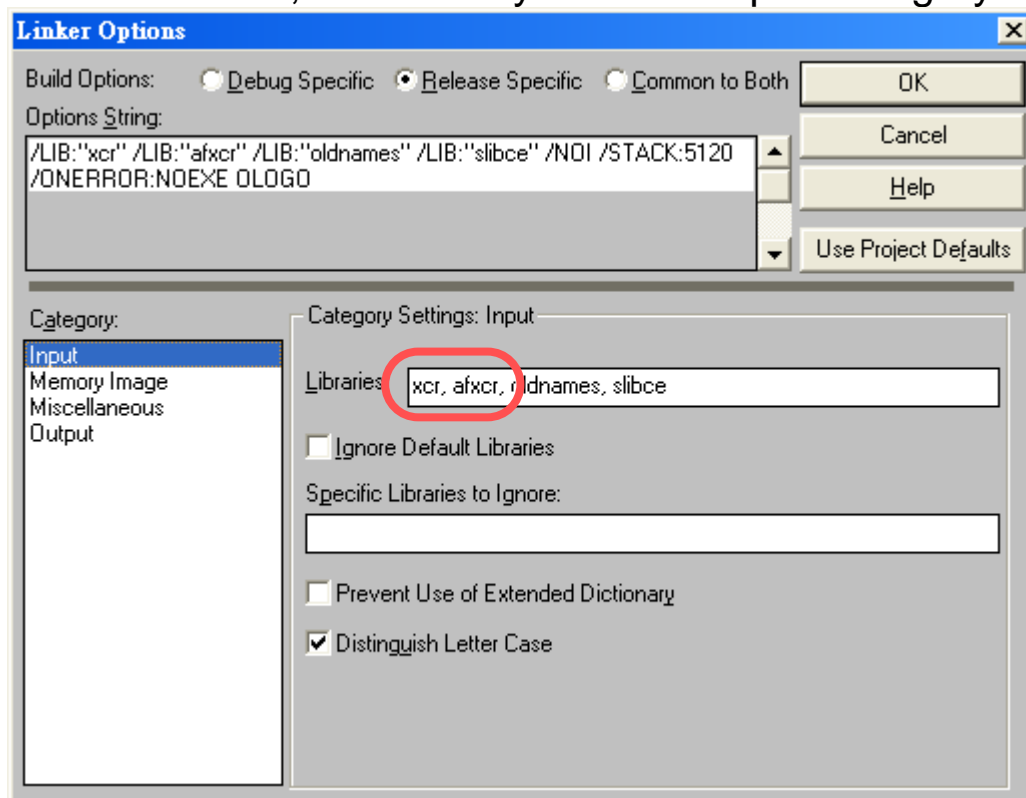 Linker Options
Build Options: Debug Specific Release Specific Common to Both
OK
Options String:
Cancel
/LIB:"xcr" /LIB:"afxcr" /LIB:"oldnames" /LIB:"slibce" /NOI /STACK:5120
/ONERROR:NOEXE OLOGO
Help
Use Project Defaults
Category:
Category Settings: Input
Input
Memory Image
Miscellaneous
Output
Libraries
xcr, afxcr, oldnames, slibce
Ignore Default Libraries
Specific Libraries to Ignore:
Prevent Use of Extended Dictionary
Distinguish Letter Case